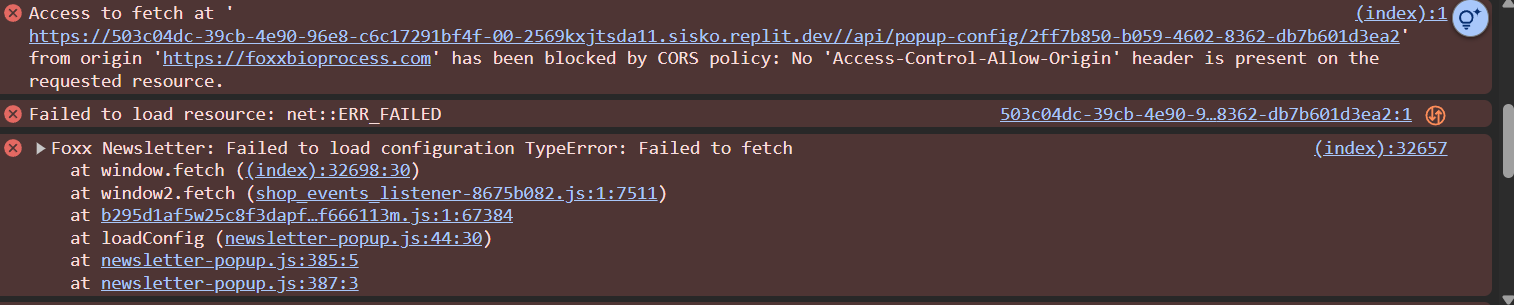 Access to fetch at ' (index):1
https://503c04dc-39cb-4e90-96e8-c6c17291bf4f-00-2569kxjtsda11.sisko.replit.dev//api/popup-config/2ff7b850-b059-4602-8362-db7b601d3ea2'
from origin 'https://foxxbioprocess.com' has been blocked by CORS policy: No 'Access-Control-Allow-Origin' header is present on the
requested resource.
Failed to load resource: net::ERR_FAILED 503c04dc-39cb-4e90-9…8362-db7b601d3ea2:1
Foxx Newsletter: Failed to load configuration TypeError: Failed to fetch (index):32657
at window.fetch ((index):32698:30)
at window2.fetch (shop_events_listener-8675b082.js:1:7511)
at b295d1af5w25c8f3dapf…f666113m.js:1:67384
at loadConfig (newsletter-popup.js:44:30)
at newsletter-popup.js:385:5
at newsletter-popup.js:387:3